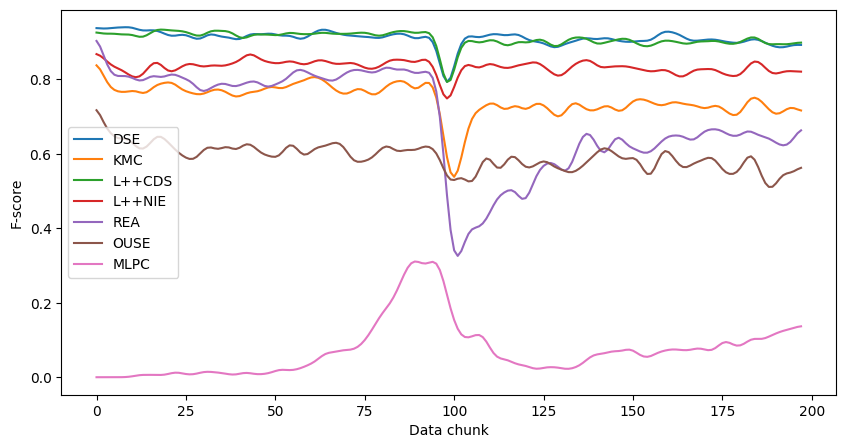 F-score
0.8
0.6
0.4
0.2
0.0
DSE
KMC
L++CDS
L++NIE
REA
OUSE
MLPC
0 25 50 75 100 125 150 175 200
Data chunk